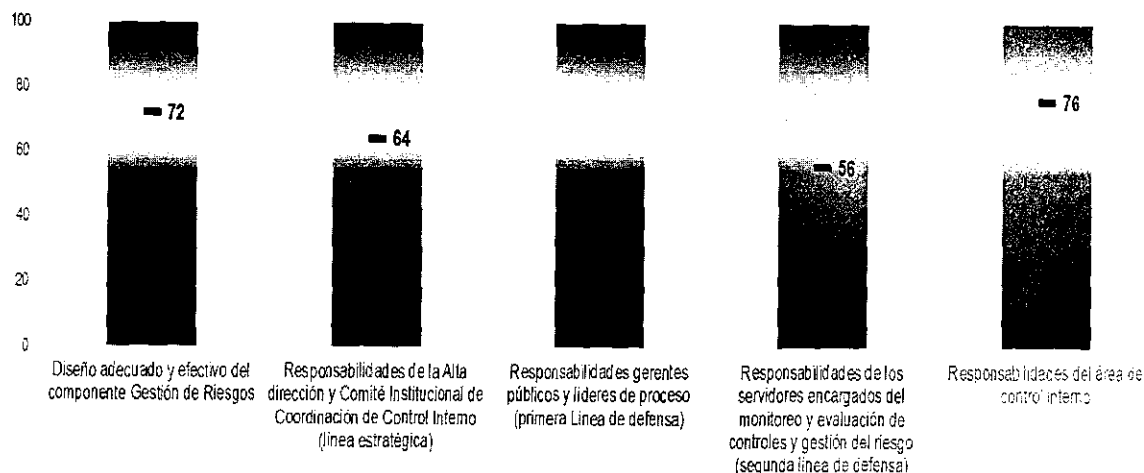 100
80
60
40
20
0
72
64
56
76
Diseño adecuado y efectivo del
componente Gestión de Riesgos
Responsabilidades de la Alta
dirección y Comité Institucional de
Coordinación de Control Interno
(línea estratégica)
Responsabilidades gerentes
públicos y líderes de proceso
(primera Linea de defensa)
Responsabilidades de los
servidores encargados del
monitoreo y evaluación de
controles y gestión del riesgo
(segunda línea de defensa)
Responsabilidades del área de
control interno